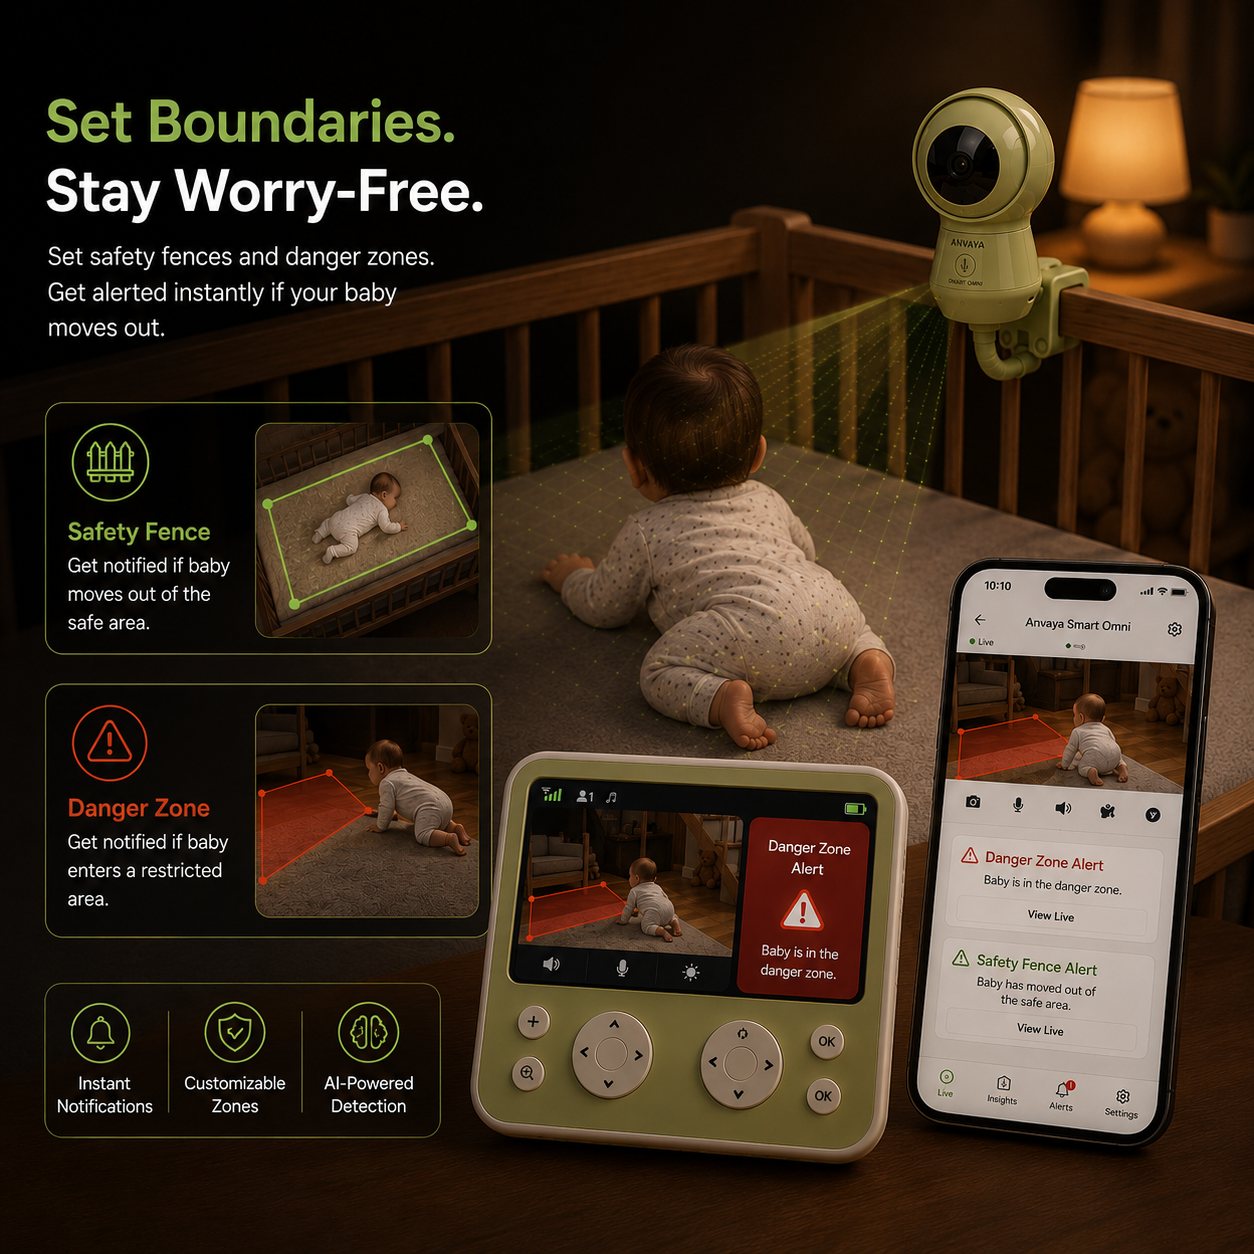 Set Boundaries.
Stay Worry-Free.
Set safety fences and danger zones.
Get alerted instantly if your baby
moves out.
ANVAYA
SMART OMNI
Safety Fence
Get notified if baby
moves out of the
safe area.
Danger Zone
Get notified if baby
enters a restricted
area.
Instant
Notifications
Customizable
Zones
AI-Powered
Detection
1
Danger Zone
Alert
Baby is in the
danger zone.
OK
OK
10:10
Anvaya Smart Omni
Live
Danger Zone Alert
Baby is in the danger zone.
View Live
Safety Fence Alert
Baby has moved out of
the safe area.
View Live
1
Live
Insights
Alerts
Settings